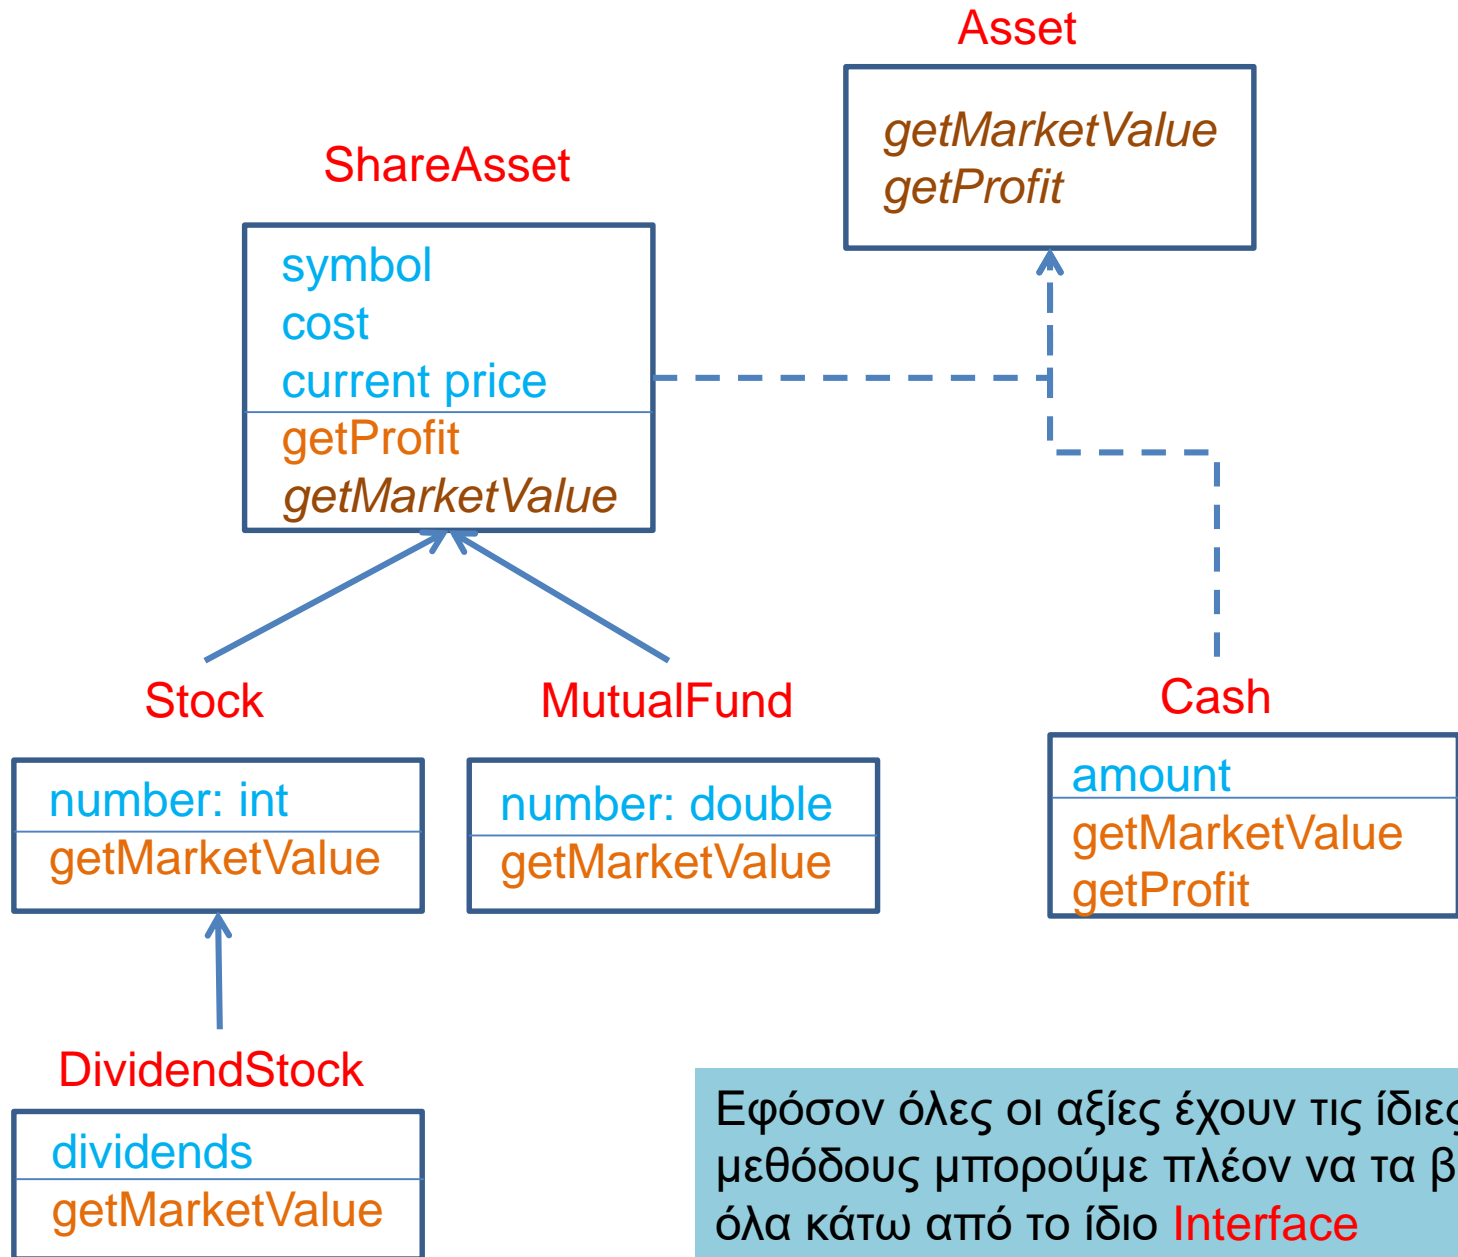 Asset
getMarketValue
getProfit
ShareAsset
symbol
cost
current price
getProfit
getMarketValue
Stock
number: int
getMarketValue
MutualFund
number: double
getMarketValue
Cash
amount
getMarketValue
getProfit
DividendStock
dividends
getMarketValue
Εφόσον όλες οι αξίες έχουν τις ίδιες
μεθόδους μπορούμε πλέον να τα
όλα κάτω από το ίδιο Interface